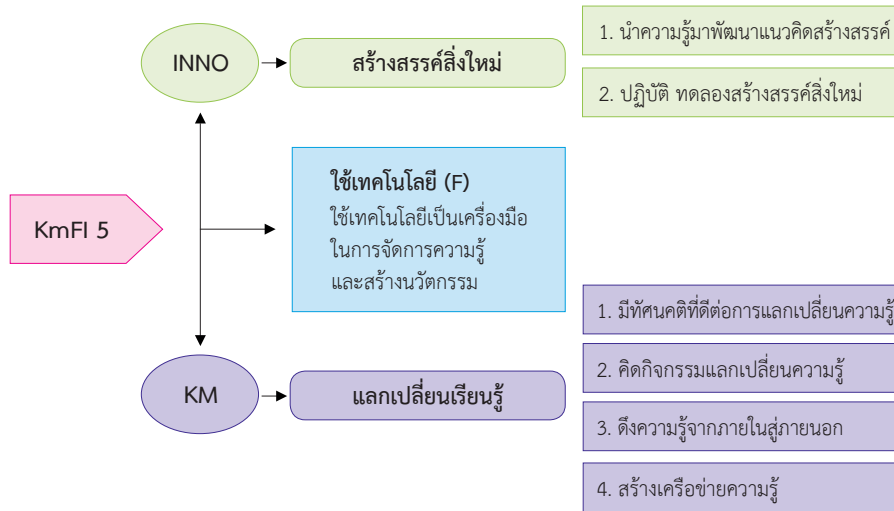 INNO
สร้างสรรค์สิ่งใหม่
1. นำความรู้มาพัฒนาแนวคิดสร้างสรรค์
2. ปฏิบัติ ทดลองสร้างสรรค์สิ่งใหม่
KmFI 5
ใช้เทคโนโลยี (F)
ใช้เทคโนโลยีเป็นเครื่องมือ
ในการจัดการความรู้
และสร้างนวัตกรรม
KM
แลกเปลี่ยนเรียนรู้
1. มีทัศนคติที่ดีต่อการแลกเปลี่ยนความรู้
2. คิดกิจกรรมแลกเปลี่ยนความรู้
3. ดึงความรู้จากภายในสู่ภายนอก
4. สร้างเครือข่ายความรู้